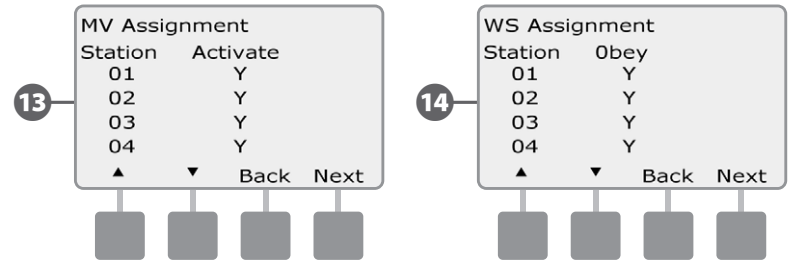 13
MV Assignment
Station Activate
01 Y
02 Y
03 Y
04 Y
▲ ▼ Back Next
14
WS Assignment
Station 0bey
01 Y
02 Y
03 Y
04 Y
▲ ▼ Back Next